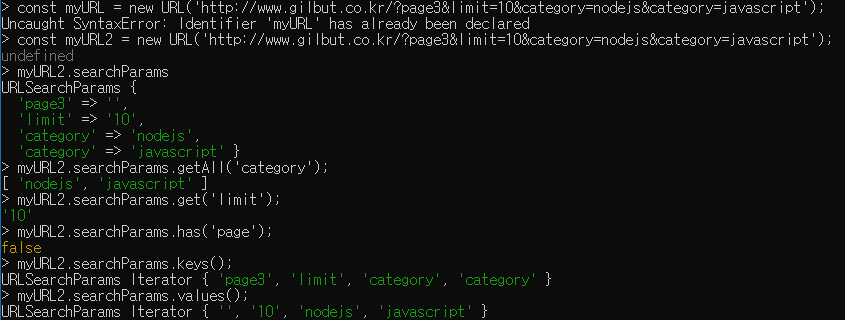 > const myURL = new URL('http://www.gilbut.co.kr/?page3&limit=10&category=nodejs&category=javascript');
Uncaught SyntaxError: Identifier 'myURL' has already been declared
> const myURL2 = new URL('http://www.gilbut.co.kr/?page3&limit=10&category=nodejs&category=javascript');
undefined
> myURL2.searchParams
URLSearchParams {
  'page3' => '',
  'limit' => '10',
  'category' => 'nodejs',
  'category' => 'javascript' }
> myURL2.searchParams.getAll('category');
[ 'nodejs', 'javascript' ]
> myURL2.searchParams.get('limit');
'10'
> myURL2.searchParams.has('page');
false
> myURL2.searchParams.keys();
URLSearchParams Iterator { 'page3', 'limit', 'category', 'category' }
> myURL2.searchParams.values();
URLSearchParams Iterator { '', '10', 'nodejs', 'javascript' }